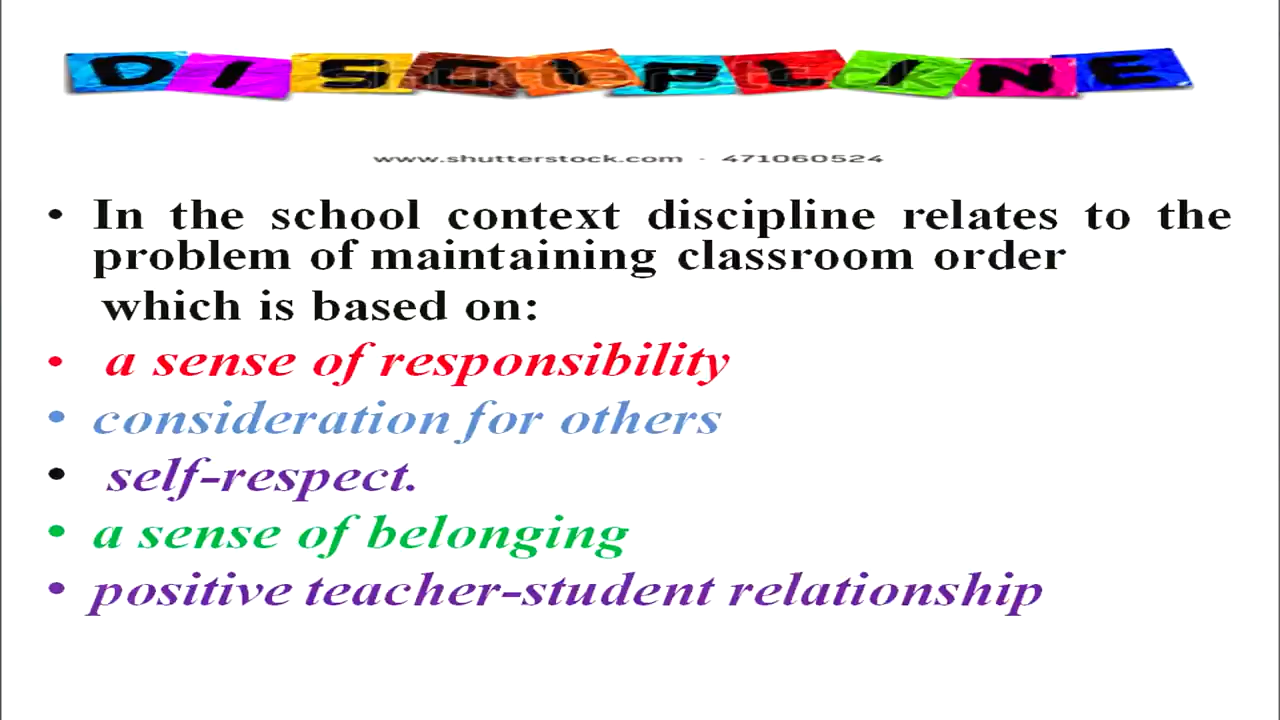 DISCIPLINE
shutterstock
www.shutterstock.com · 471060524
• In the school context discipline relates to the
problem of maintaining classroom order
which is based on:
• a sense of responsibility
• consideration for others
• self-respect.
• a sense of belonging
• positive teacher-student relationship